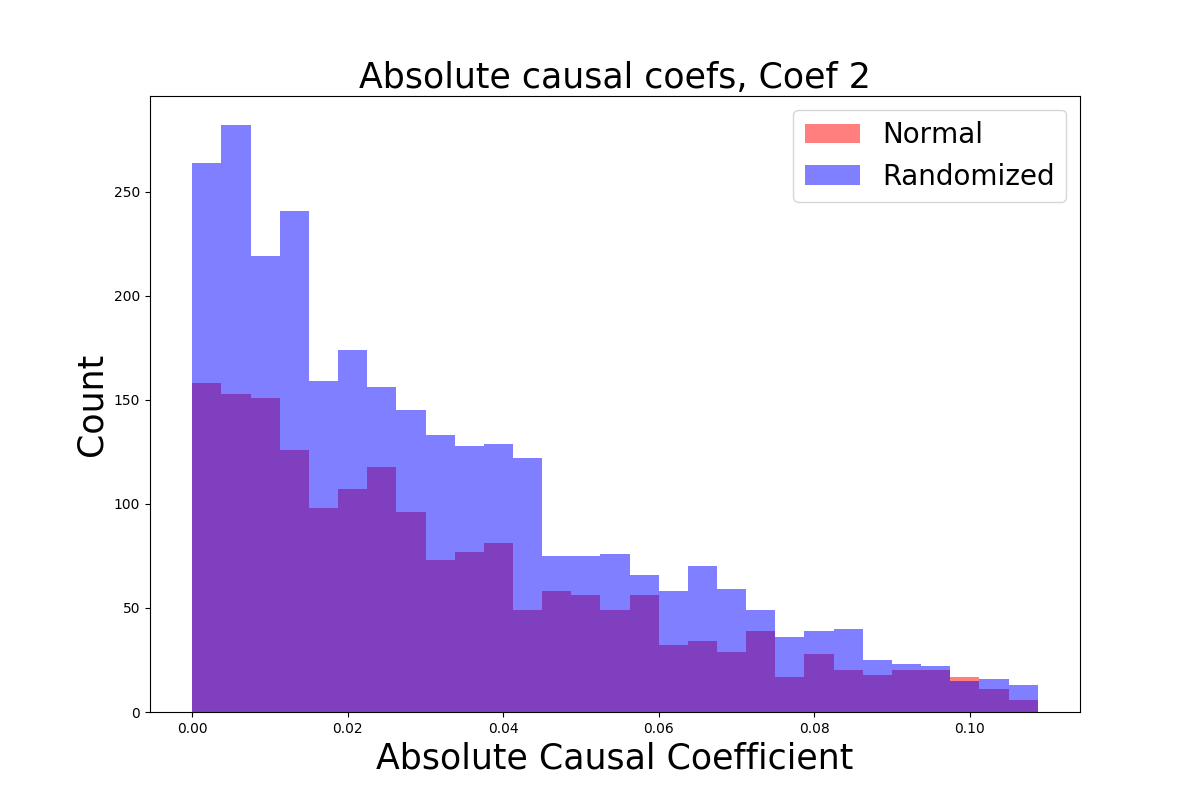 Absolute causal coefs, Coef 2
Normal
Randomized
Count
250
200
150
100
50
0
0.00 0.02 0.04 0.06 0.08 0.10
Absolute Causal Coefficient